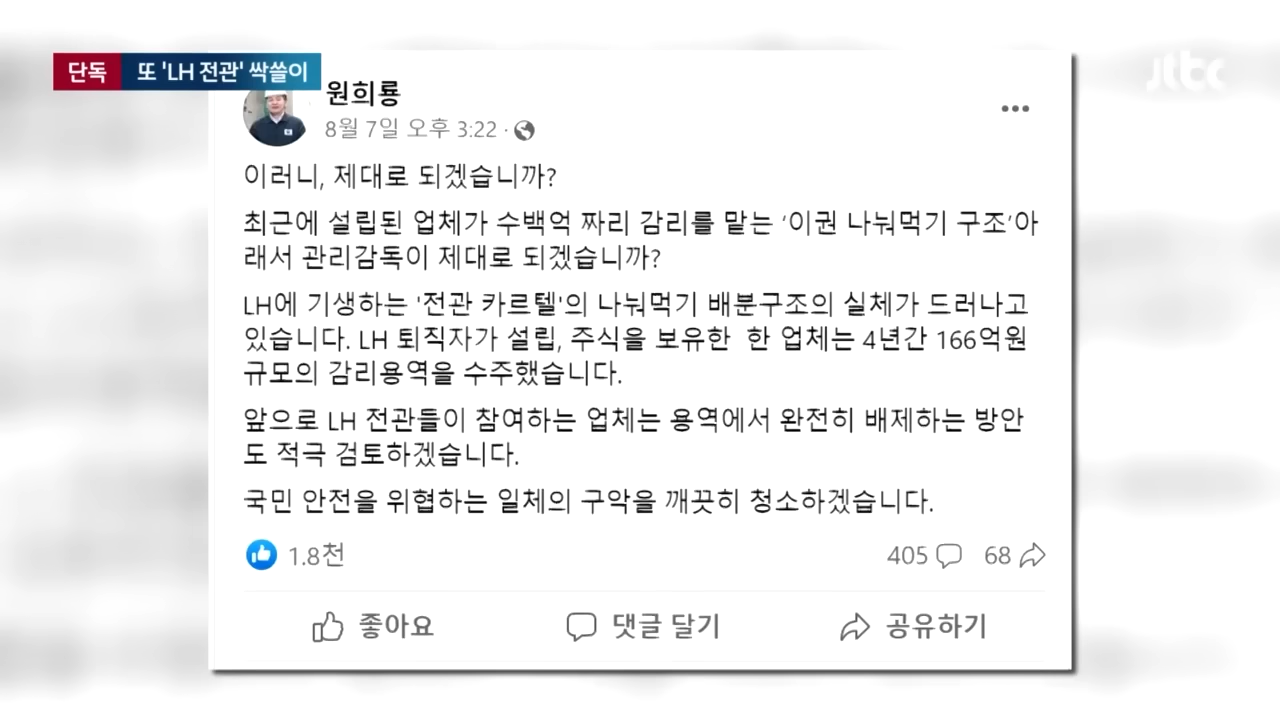 단독 또 'LH 전관' 싹쓸이
jtbc
원희룡
8월 7일 오후 3:22 ·
이러니, 제대로 되겠습니까?
최근에 설립된 업체가 수백억 짜리 감리를 맡는 ‘이권 나눠먹기 구조’아
래서 관리감독이 제대로 되겠습니까?
LH에 기생하는 '전관 카르텔'의 나눠먹기 배분구조의 실체가 드러나고
있습니다. LH 퇴직자가 설립, 주식을 보유한 한 업체는 4년간 166억원
규모의 감리용역을 수주했습니다.
앞으로 LH 전관들이 참여하는 업체는 용역에서 완전히 배제하는 방안
도 적극 검토하겠습니다.
국민 안전을 위협하는 일체의 구악을 깨끗히 청소하겠습니다.
1.8천 405 68
좋아요 댓글 달기 공유하기